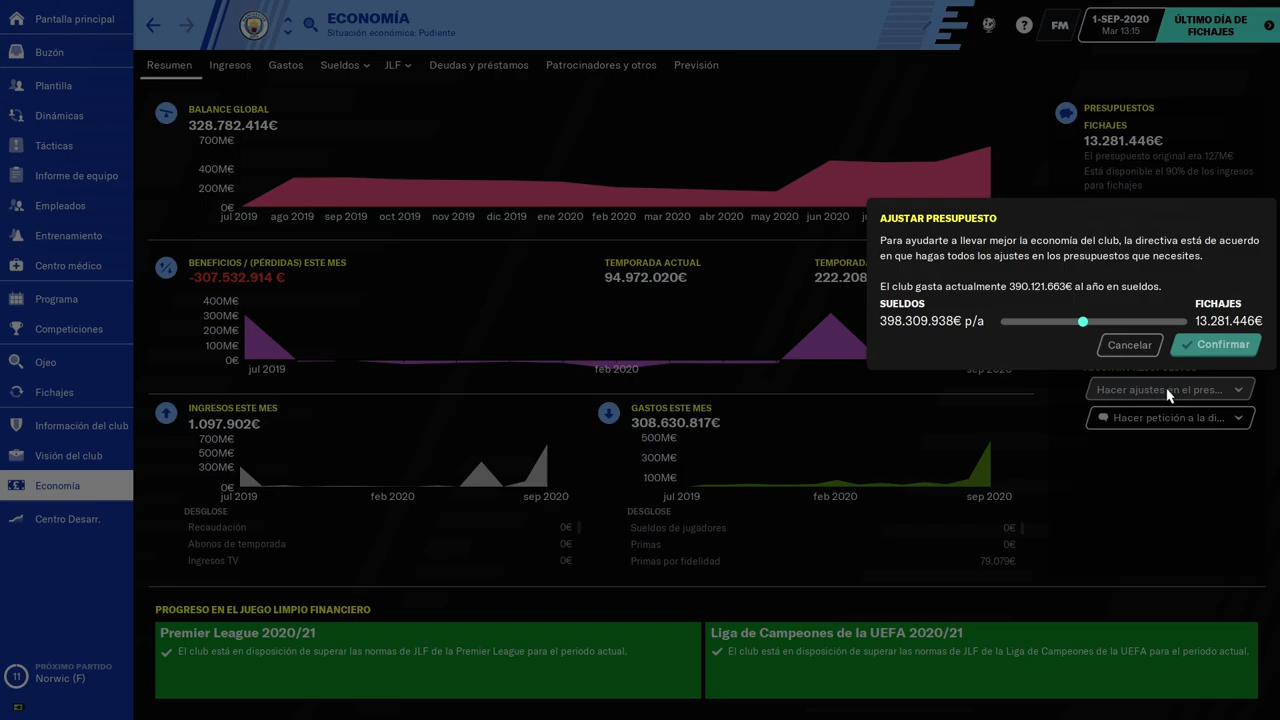 Pantalla principal
Buzón
Plantilla
Dinámicas
Tácticas
Informe de equipo
Empleados
Entrenamiento
Centro médico
Programa
Competiciones
Ojeo
Fichajes
Información del club
Visión del club
Economía
Centro Desarr.
11
PRÓXIMO PARTIDO
Norwic (F)
ECONOMÍA
Situación económica: Pudiente
?
FM
1-SEP-2020
Mar 13:15
ÚLTIMO DÍA DE
FICHAJES
Resumen Ingresos Gastos Sueldos JLF Deudas y préstamos Patrocinadores y otros Previsión
BALANCE GLOBAL
328.782.414€
700M€
400M€
200M€
0€
jul 2019 ago 2019 sep 2019 oct 2019 nov 2019 dic 2019 ene 2020 feb 2020 mar 2020 abr 2020 may 2020 jun 2020
PRESUPUESTOS
FICHAJES
13.281.446€
El presupuesto original era 127M€
Está disponible el 90% de los ingresos
para fichajes
AJUSTAR PRESUPUESTO
Para ayudarte a llevar mejor la economía del club, la directiva está de acuerdo
en que hagas todos los ajustes en los presupuestos que necesites.
El club gasta actualmente 390.121.663€ al año en sueldos.
SUELDOS FICHAJES
398.309.938€ p/a 13.281.446€
Cancelar Confirmar
Hacer ajustes en el pres...
Hacer petición a la di...
BENEFICIOS / (PÉRDIDAS) ESTE MES
-307.532.914 €
TEMPORADA ACTUAL
94.972.020€
TEMPORADA
222.208
400M€
300M€
200M€
100M€
0€
jul 2019 feb 2020 sep 2020
INGRESOS ESTE MES
1.097.902€
700M€
500M€
300M€
0€
jul 2019 feb 2020 sep 2020
DESGLOSE
Recaudación 0€
Abonos de temporada 0€
Ingresos TV 0€
GASTOS ESTE MES
308.630.817€
500M€
300M€
100M€
jul 2019 feb 2020 sep 2020
DESGLOSE
Sueldos de jugadores 0€
Primas 0€
Primas por fidelidad 79.079€
PROGRESO EN EL JUEGO LIMPIO FINANCIERO
Premier League 2020/21
El club está en disposición de superar las normas de JLF de la Premier League para el periodo actual.
Liga de Campeones de la UEFA 2020/21
El club está en disposición de superar las normas de JLF de la Liga de Campeones de la UEFA para el periodo actual.